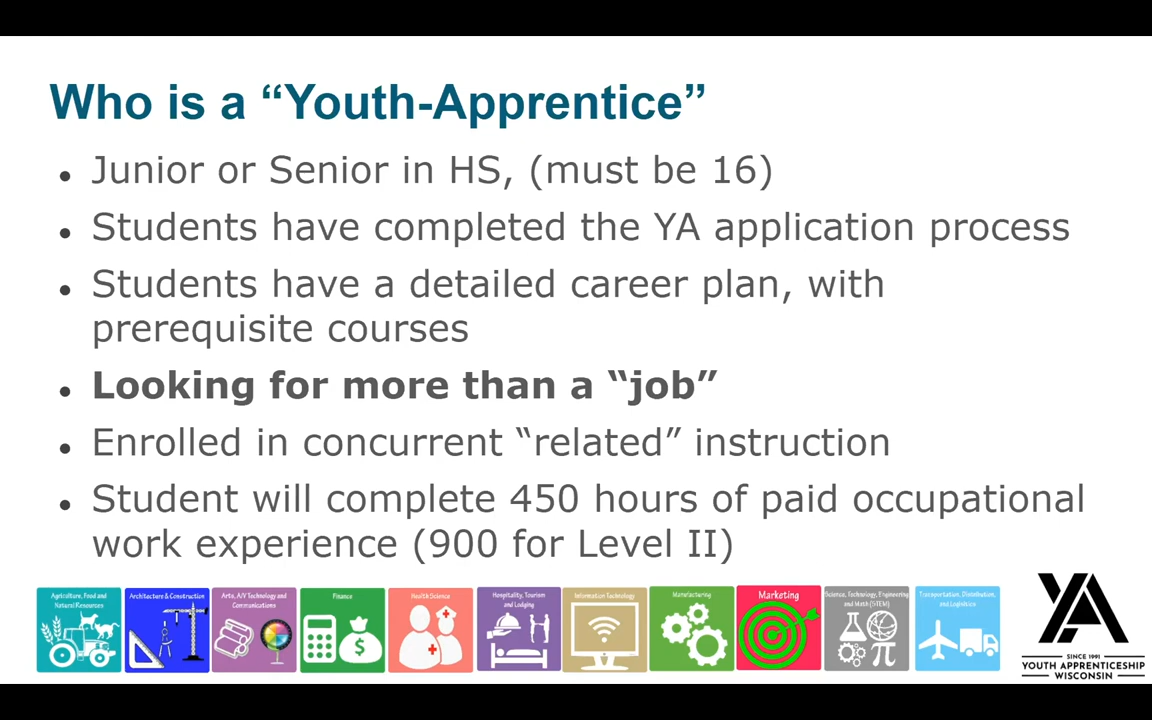 Who is a “Youth-Apprentice”
• Junior or Senior in HS, (must be 16)
• Students have completed the YA application process
• Students have a detailed career plan, with
prerequisite courses
• Looking for more than a “job”
• Enrolled in concurrent “related” instruction
• Student will complete 450 hours of paid occupational
work experience (900 for Level II)
Agriculture, Food and
Natural Resources
Architecture & Construction
Arts, A/V Technology and
Communications
Finance
Health Science
Hospitality, Tourism
and Lodging
Information Technology
Manufacturing
Marketing
Science, Technology, Engineering
and Math (STEM)
Transportation, Distribution,
and Logistics
YA
SINCE 1991
YOUTH APPRENTICESHIP
WISCONSIN